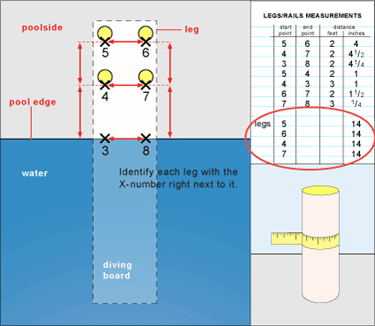 poolside
leg
5 6
4 7
pool edge
3 8
water
Identify each leg with the
X-number right next to it.
diving
board
LEGS/RAILS MEASUREMENTS
start point end point distance feet inches
5 6 2 4
4 7 2 4 1/2
3 8 2 4 1/4
5 4 2 1
4 3 3 1
6 7 2 1 1/2
7 8 3 1/4
legs 5 14
6 14
4 14
7 14